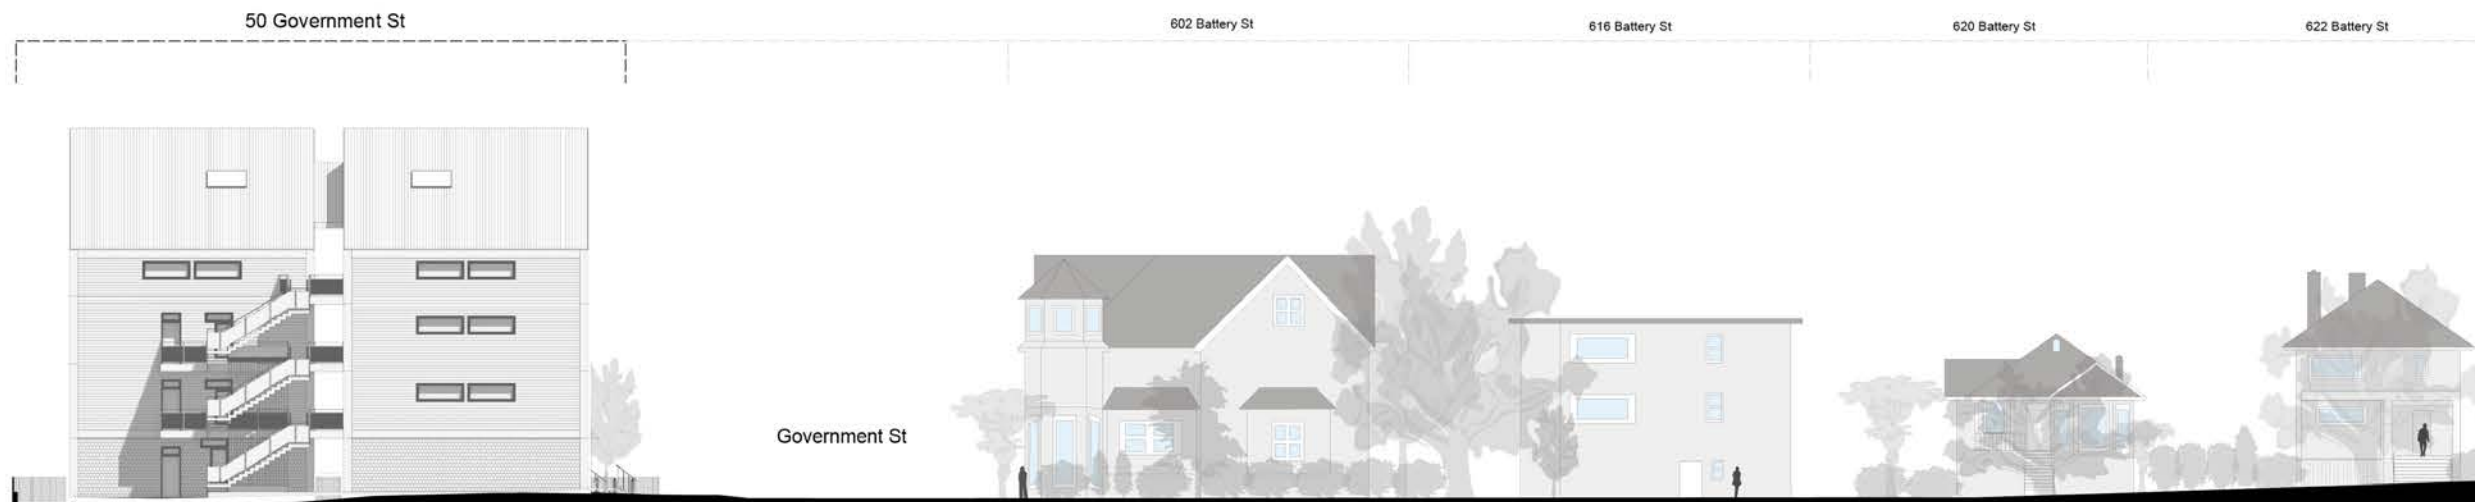 50 Government St
602 Battery St
616 Battery St
620 Battery St
622 Battery St
Government St